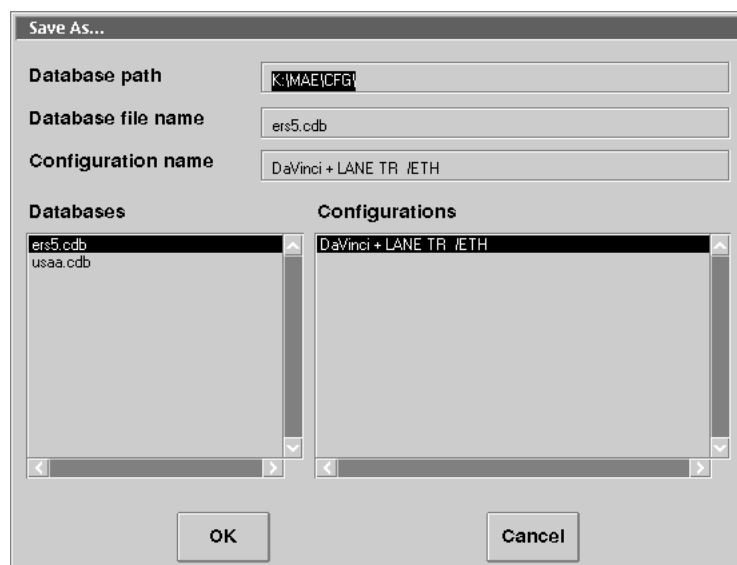 Save As...
Database path
K:\MAE\CFG\
Database file name
ers5.cdb
Configuration name
DaVinci + LANE TR /ETH
Databases
Configurations
ers5.cdb
usaa.cdb
DaVinci + LANE TR /ETH
OK
Cancel